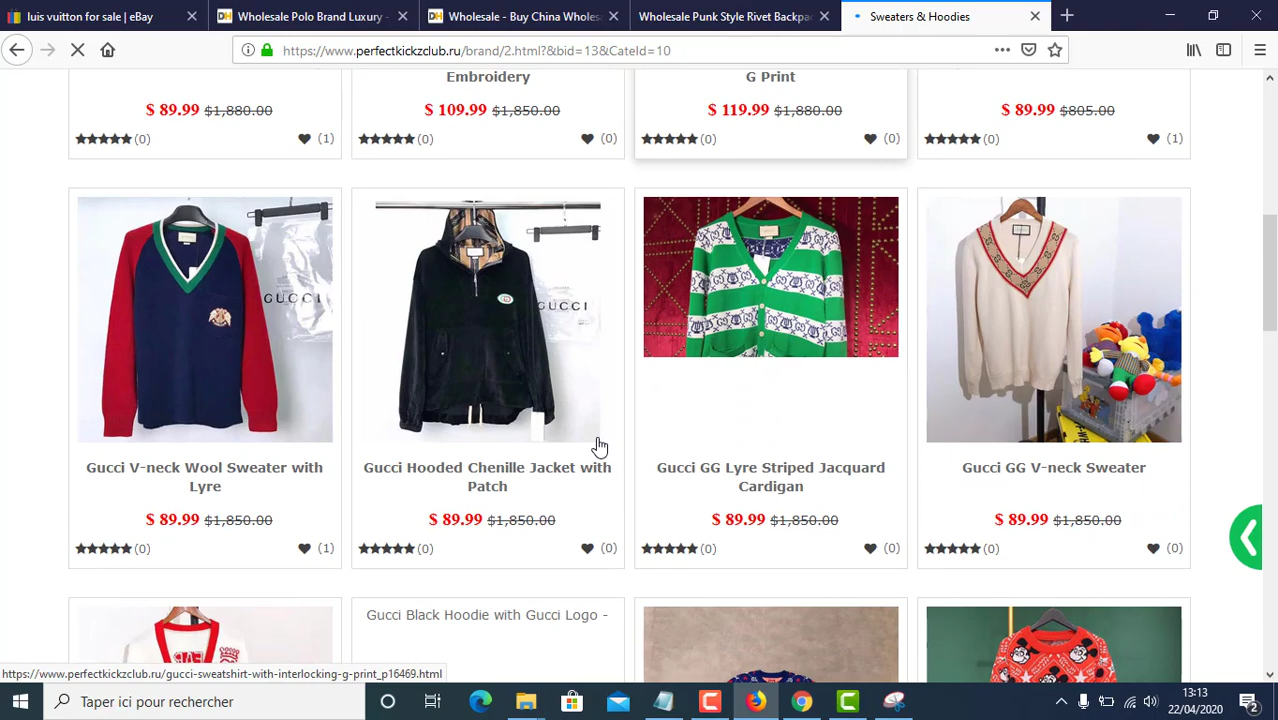 luis vuitton for sale | eBay
Wholesale Polo Brand Luxury -
Wholesale - Buy China Wholes
Wholesale Punk Style Rivet Backpa
Sweaters & Hoodies
https://www.perfectkickzclub.ru/brand/2.html?&bid=13&CateId=10
Embroidery
G Print
$ 89.99 $1,880.00
$ 109.99 $1,850.00
$ 119.99 $1,880.00
$ 89.99 $805.00
(0) (1)
(0) (0)
(0) (0)
(0) (1)
GUCCI
GUCCI
Gucci V-neck Wool Sweater with
Lyre
Gucci Hooded Chenille Jacket with
Patch
Gucci GG Lyre Striped Jacquard
Cardigan
Gucci GG V-neck Sweater
$ 89.99 $1,850.00
$ 89.99 $1,850.00
$ 89.99 $1,850.00
$ 89.99 $1,850.00
(0) (1)
(0) (0)
(0) (0)
(0) (0)
Gucci Black Hoodie with Gucci Logo -
https://www.perfectkickzclub.ru/gucci-sweatshirt-with-interlocking-g-print_p16469.html
Taper ici pour rechercher
13:13
22/04/2020
2